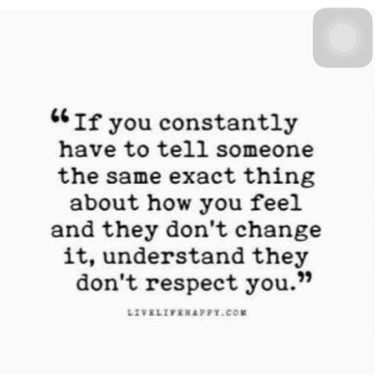 “If you constantly
have to tell someone
the same exact thing
about how you feel
and they don't change
it, understand they
don't respect you.”
LIVELIFEHAPPY.COM